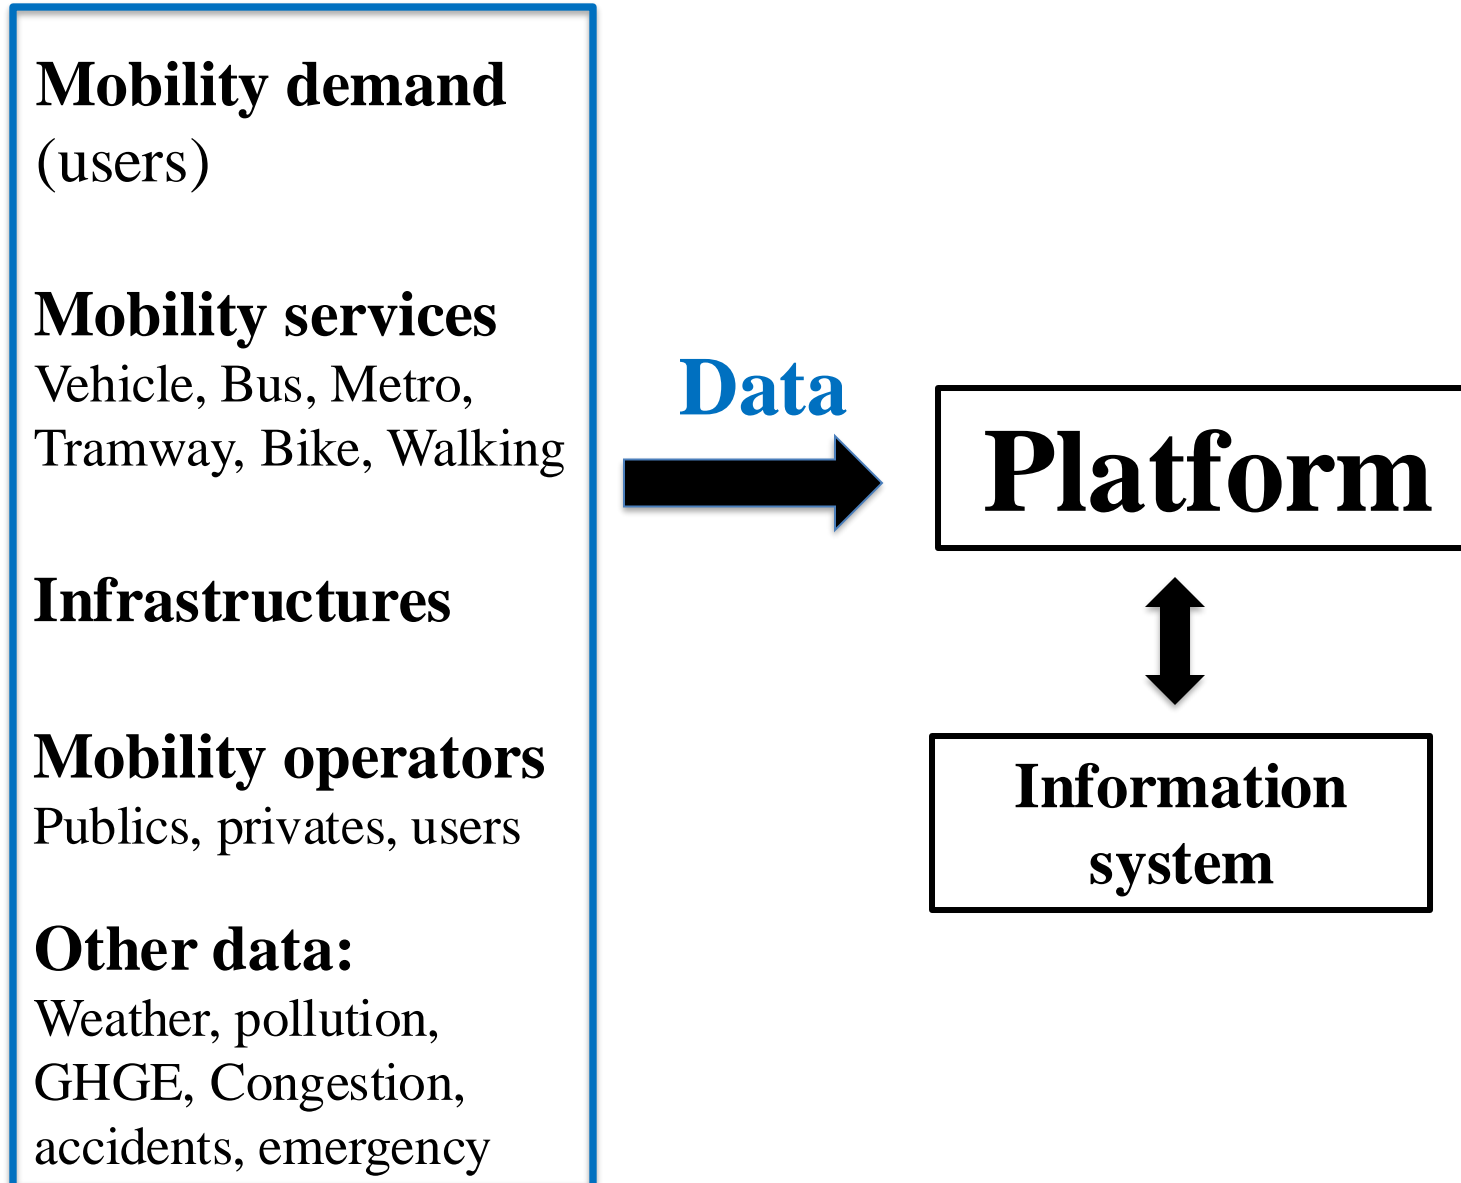 Mobility demand
(users)
Mobility services
Vehicle, Bus, Metro,
Tramway, Bike, Walking
Infrastructures
Mobility operators
Publics, privates, users
Other data:
Weather, pollution,
GHGE, Congestion,
accidents, emergency
Data
Platform
Information
system